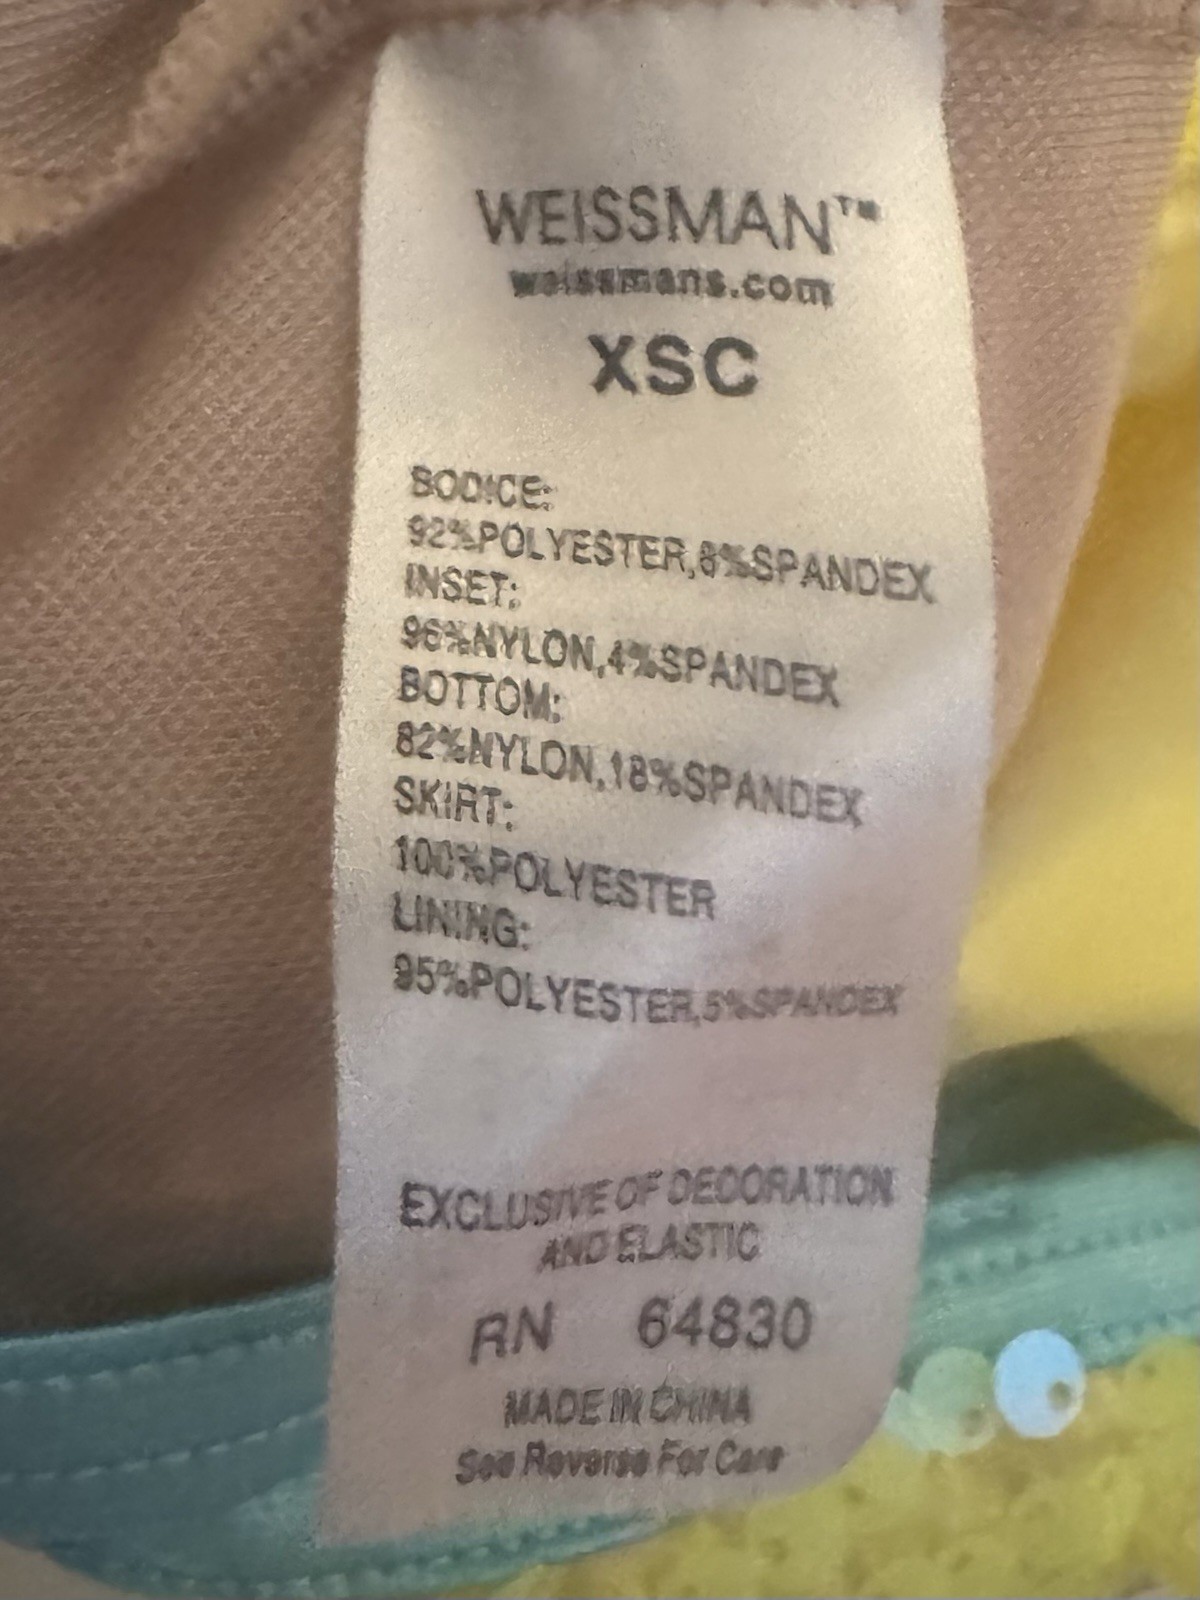 WEISSMAN™
weissmans.com
XSC
BODICE:
92%POLYESTER,8%SPANDEX
INSET:
96%NYLON,4%SPANDEX
BOTTOM:
82%NYLON,18%SPANDEX
SKIRT:
100%POLYESTER
LINING:
95%POLYESTER,5%SPANDEX
EXCLUSIVE OF DECORATION
AND ELASTIC
RN 64830
MADE IN CHINA
See Reverse For Care